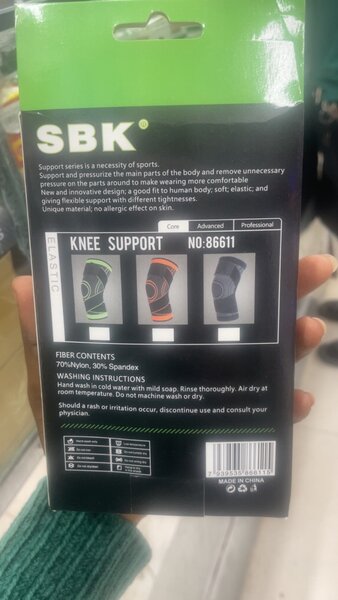 SBK®
Support series is a necessity of sports.
Support and pressurize the main parts of the body and remove unnecessary
pressure on the parts around to make wearing more comfortable
New and innovative design; a good fit to human body; soft; elastic; and
giving flexible support with different tightnesses.
Unique material; no allergic effect on skin.
Core Advanced Professional
ELASTIC
KNEE SUPPORT NO:86611
FIBER CONTENTS
70%Nylon, 30% Spandex
WASHING INSTRUCTIONS
Hand wash in cold water with mild soap. Rinse thoroughly. Air dry at
room temperature. Do not machine wash or dry.
Should a rash or irritation occur, discontinue use and consult your
physician.
7939535866115
MADE IN CHINA